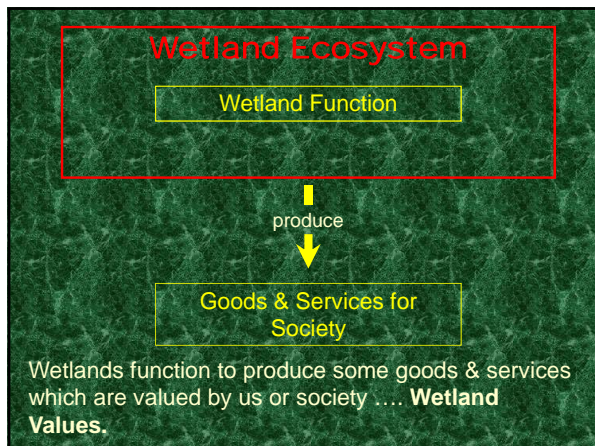 Wetland Ecosystem
Wetland Function
produce
Goods & Services for
Society
Wetlands function to produce some goods & services
which are valued by us or society …. Wetland
Values.